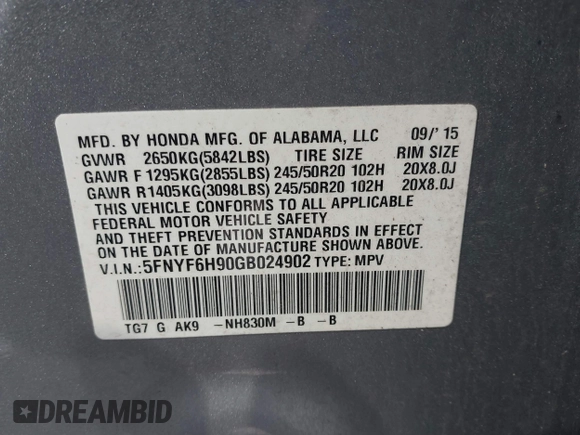 MFD. BY HONDA MFG. OF ALABAMA, LLC 09/'15
GVWR 2650KG(5842LBS) TIRE SIZE RIM SIZE
GAWR F 1295KG(2855LBS) 245/50R20 102H 20X8.0J
GAWR R 1405KG(3098LBS) 245/50R20 102H 20X8.0J
THIS VEHICLE CONFORMS TO ALL APPLICABLE
FEDERAL MOTOR VEHICLE SAFETY
AND THEFT PREVENTION STANDARDS IN EFFECT
ON THE DATE OF MANUFACTURE SHOWN ABOVE.
V.I.N.:5FNYF6H90GB024902 TYPE: MPV
TG7 G AK9 -NH830M -B -B
DREAMBID